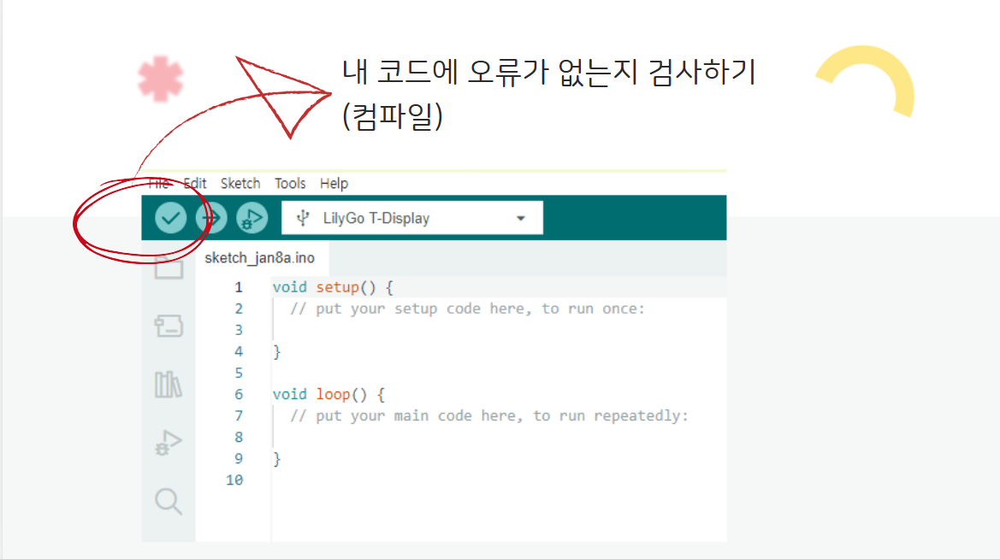 내 코드에 오류가 없는지 검사하기
(컴파일)
File Edit Sketch Tools Help
LilyGo T-Display
sketch_jan8a.ino
1 void setup() {
2 // put your setup code here, to run once:
3
4 }
5
6 void loop() {
7 // put your main code here, to run repeatedly:
8
9 }
10